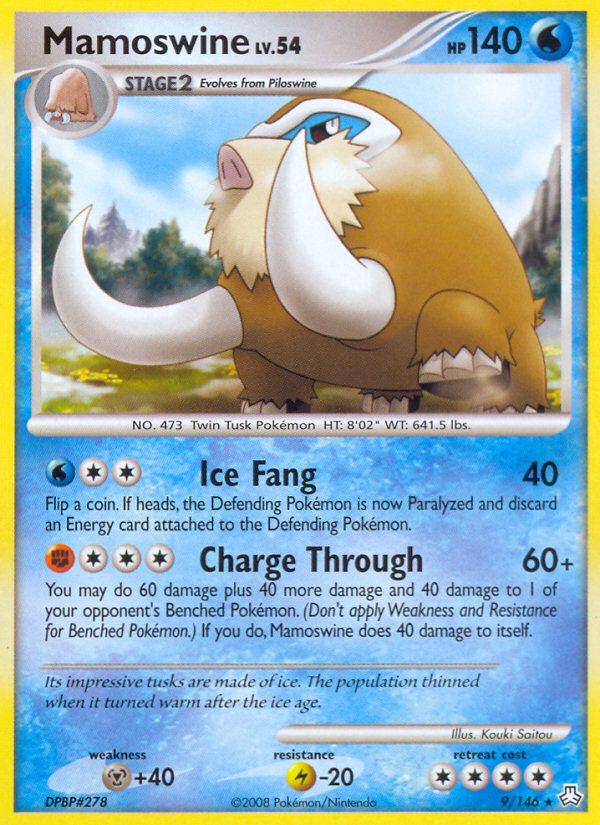 Mamoswine LV.54 HP 140
STAGE2 Evolves from Piloswine
NO. 473 Twin Tusk Pokémon HT: 8'02" WT: 641.5 lbs.
Ice Fang 40
Flip a coin. If heads, the Defending Pokémon is now Paralyzed and discard
an Energy card attached to the Defending Pokémon.
Charge Through 60+
You may do 60 damage plus 40 more damage and 40 damage to 1 of
your opponent's Benched Pokémon. (Don't apply Weakness and Resistance
for Benched Pokémon.) If you do, Mamoswine does 40 damage to itself.
Its impressive tusks are made of ice. The population thinned
when it turned warm after the ice age.
Illus. Kouki Saitou
weakness resistance retreat cost
+40 -20
DPBP#278 ©2008 Pokémon/Nintendo 9/146 ★